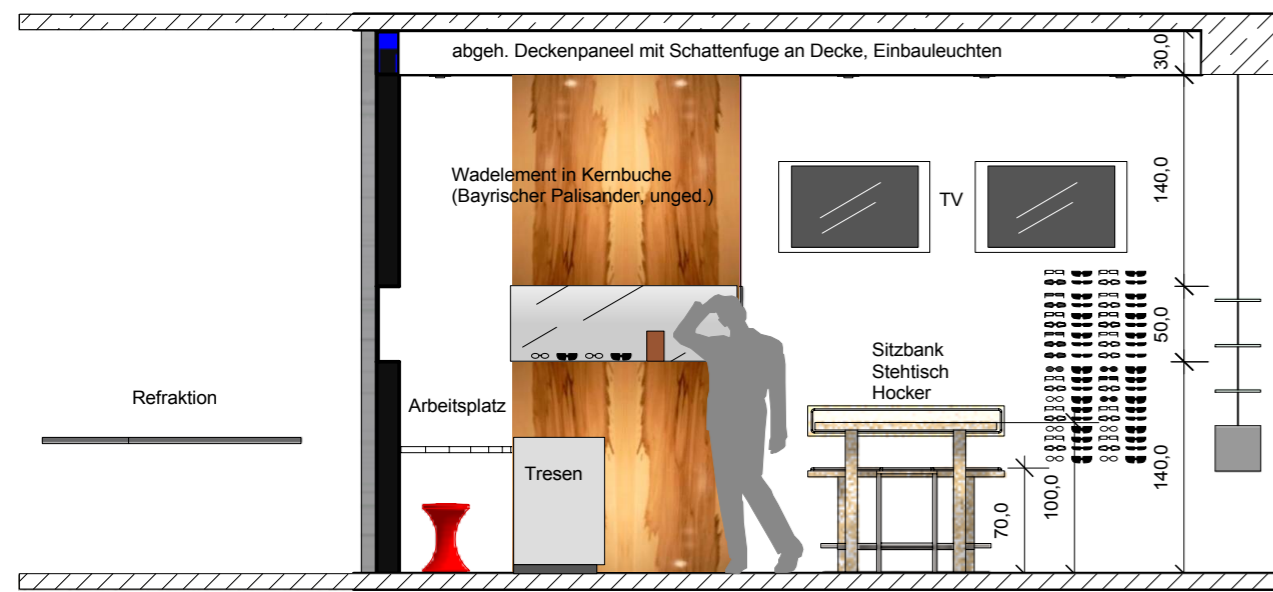 abgeh. Deckenpaneel mit Schattenfuge an Decke, Einbauleuchten
30,0
Wadelement in Kernbuche
(Bayrischer Palisander, unged.)
TV
140,0
50,0
Sitzbank
Stehtisch
Hocker
Refraktion
Arbeitsplatz
Tresen
70,0
100,0
140,0